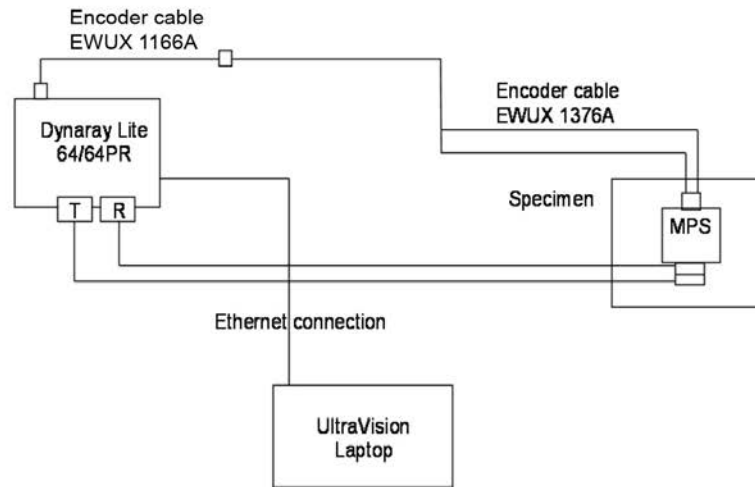 Encoder cable
EWUX 1166A
Encoder cable
EWUX 1376A
Dynaray Lite
64/64PR
T
R
Specimen
MPS
Ethernet connection
UltraVision
Laptop